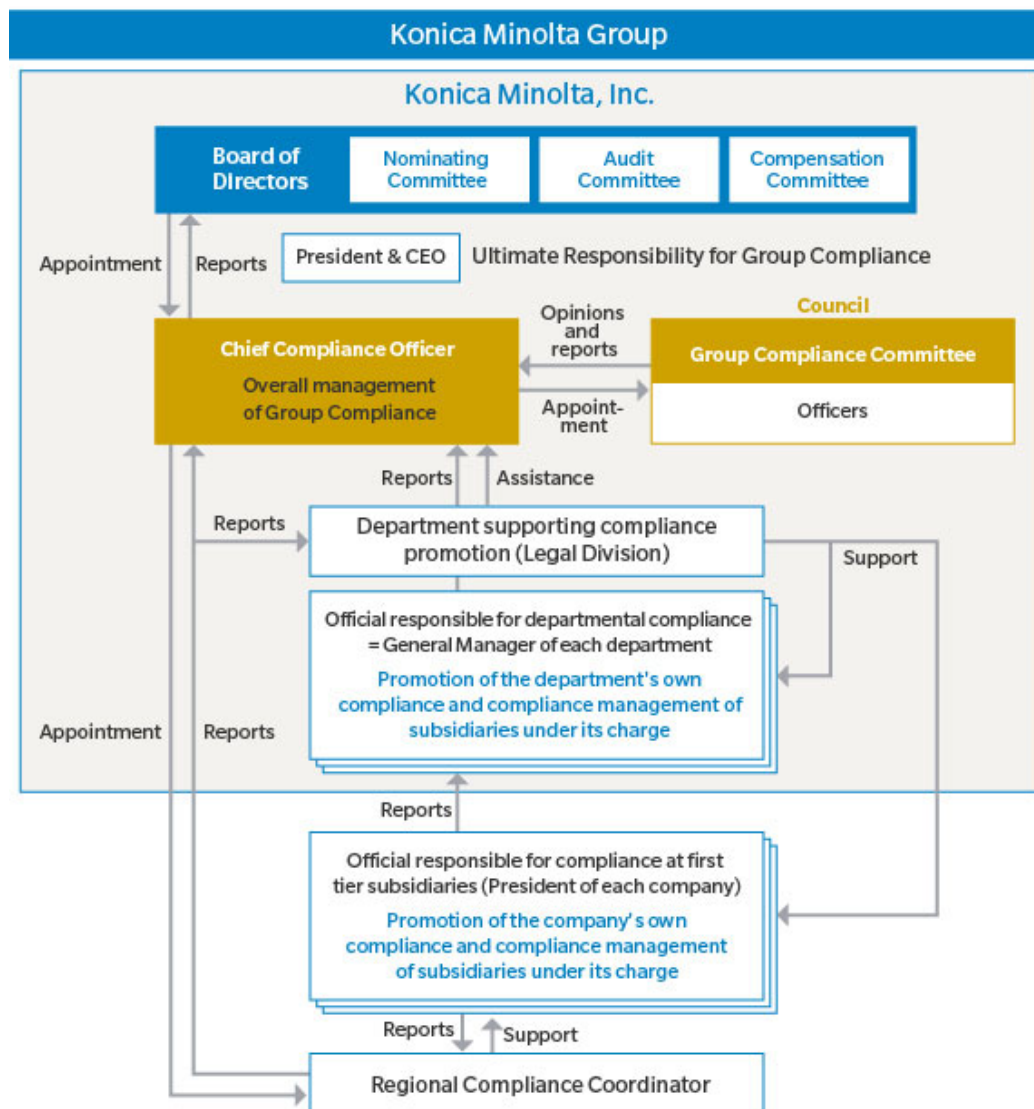 Konica Minolta Group
Konica Minolta, Inc.
Board of
Directors
Nominating
Committee
Audit
Committee
Compensation
Committee
Appointment
Reports
President & CEO
Ultimate Responsibility for Group Compliance
Chief Compliance Officer
Overall management
of Group Compliance
Opinions
and
reports
Appoint-
ment
Council
Group Compliance Committee
Officers
Reports
Assistance
Reports
Department supporting compliance
promotion (Legal Division)
Support
Official responsible for departmental compliance
= General Manager of each department
Promotion of the department's own
compliance and compliance management of
subsidiaries under its charge
Appointment
Reports
Reports
Official responsible for compliance at first
tier subsidiaries (President of each company)
Promotion of the company's own
compliance and compliance management
of subsidiaries under its charge
Reports
Support
Regional Compliance Coordinator